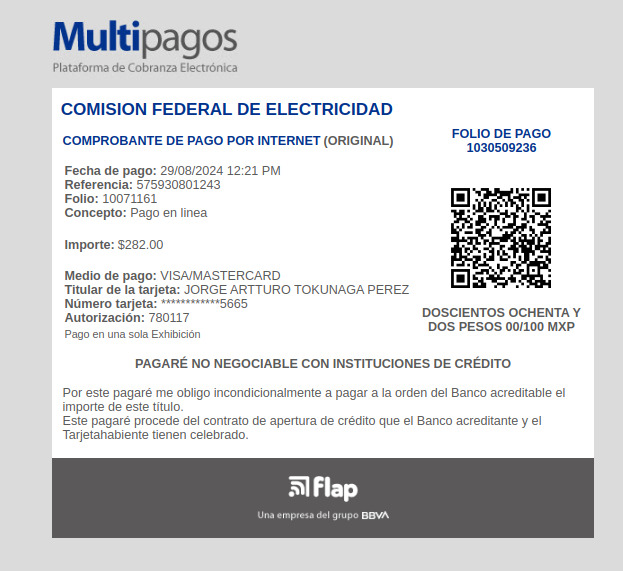 Multipagos
Plataforma de Cobranza Electrónica
COMISION FEDERAL DE ELECTRICIDAD
COMPROBANTE DE PAGO POR INTERNET (ORIGINAL)
FOLIO DE PAGO
1030509236
Fecha de pago: 29/08/2024 12:21 PM
Referencia: 575930801243
Folio: 10071161
Concepto: Pago en linea
Importe: $282.00
Medio de pago: VISA/MASTERCARD
Titular de la tarjeta: JORGE ARTTURO TOKUNAGA PEREZ
Número tarjeta: ************5665
Autorización: 780117
Pago en una sola Exhibición
DOSCIENTOS OCHENTA Y
DOS PESOS 00/100 MXP
PAGARÉ NO NEGOCIABLE CON INSTITUCIONES DE CRÉDITO
Por este pagaré me obligo incondicionalmente a pagar a la orden del Banco acreditable el
importe de este título.
Este pagaré procede del contrato de apertura de crédito que el Banco acreditante y el
Tarjetahabiente tienen celebrado.
flap
Una empresa del grupo BBVA